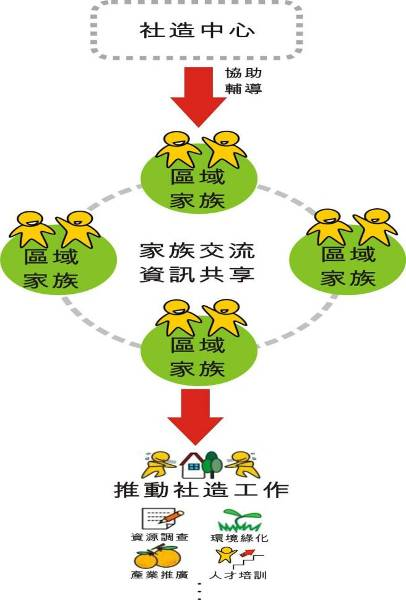 社造中心
協助
輔導
區域
家族
區域
家族
家族交流
資訊共享
區域
家族
區域
家族
推動社造工作
資源調查
環境綠化
產業推廣
人才培訓